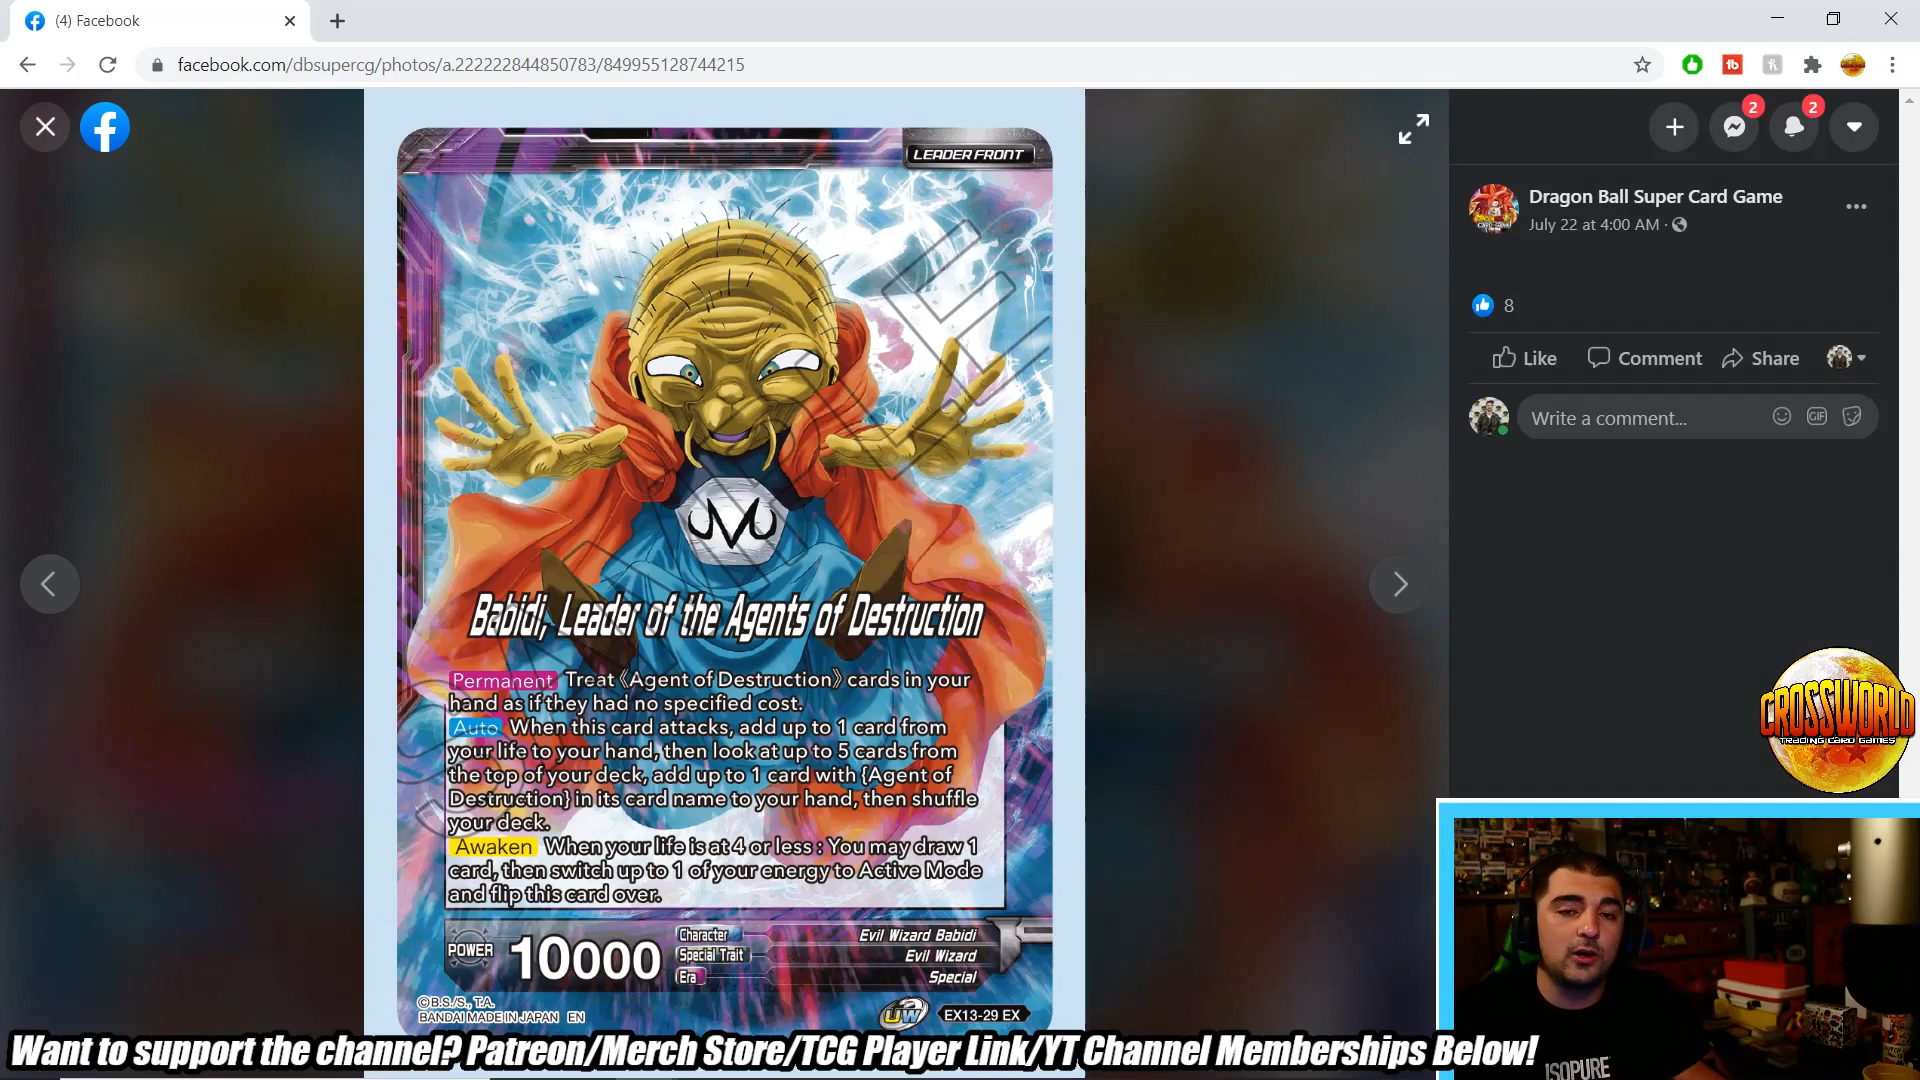 (4) Facebook
facebook.com/dbsupercg/photos/a.222222844850783/849955128744215
2
2
LEADER FRONT
Dragon Ball Super Card Game
July 22 at 4:00 AM
8
Like
Comment
Share
Write a comment...
GIF
Babidi, Leader of the Agents of Destruction
Permanent Treat《Agent of Destruction》cards in your
hand as if they had no specified cost.
Auto When this card attacks, add up to 1 card from
your life to your hand, then look at up to 5 cards from
the top of your deck, add up to 1 card with {Agent of
Destruction} in its card name to your hand, then shuffle
your deck.
Awaken When your life is at 4 or less : You may draw 1
card, then switch up to 1 of your energy to Active Mode
and flip this card over.
POWER 10000
Character Evil Wizard Babidi
Special Trait Evil Wizard
Era Special
©B.S./S., T.A.
BANDAI MADE IN JAPAN EN
UW
EX13-29 EX
CROSSWORLD
TRADING CARD GAMES
ISOPURE
Want to support the channel? Patreon/Merch Store/TCG Player Link/YT Channel Memberships Below!